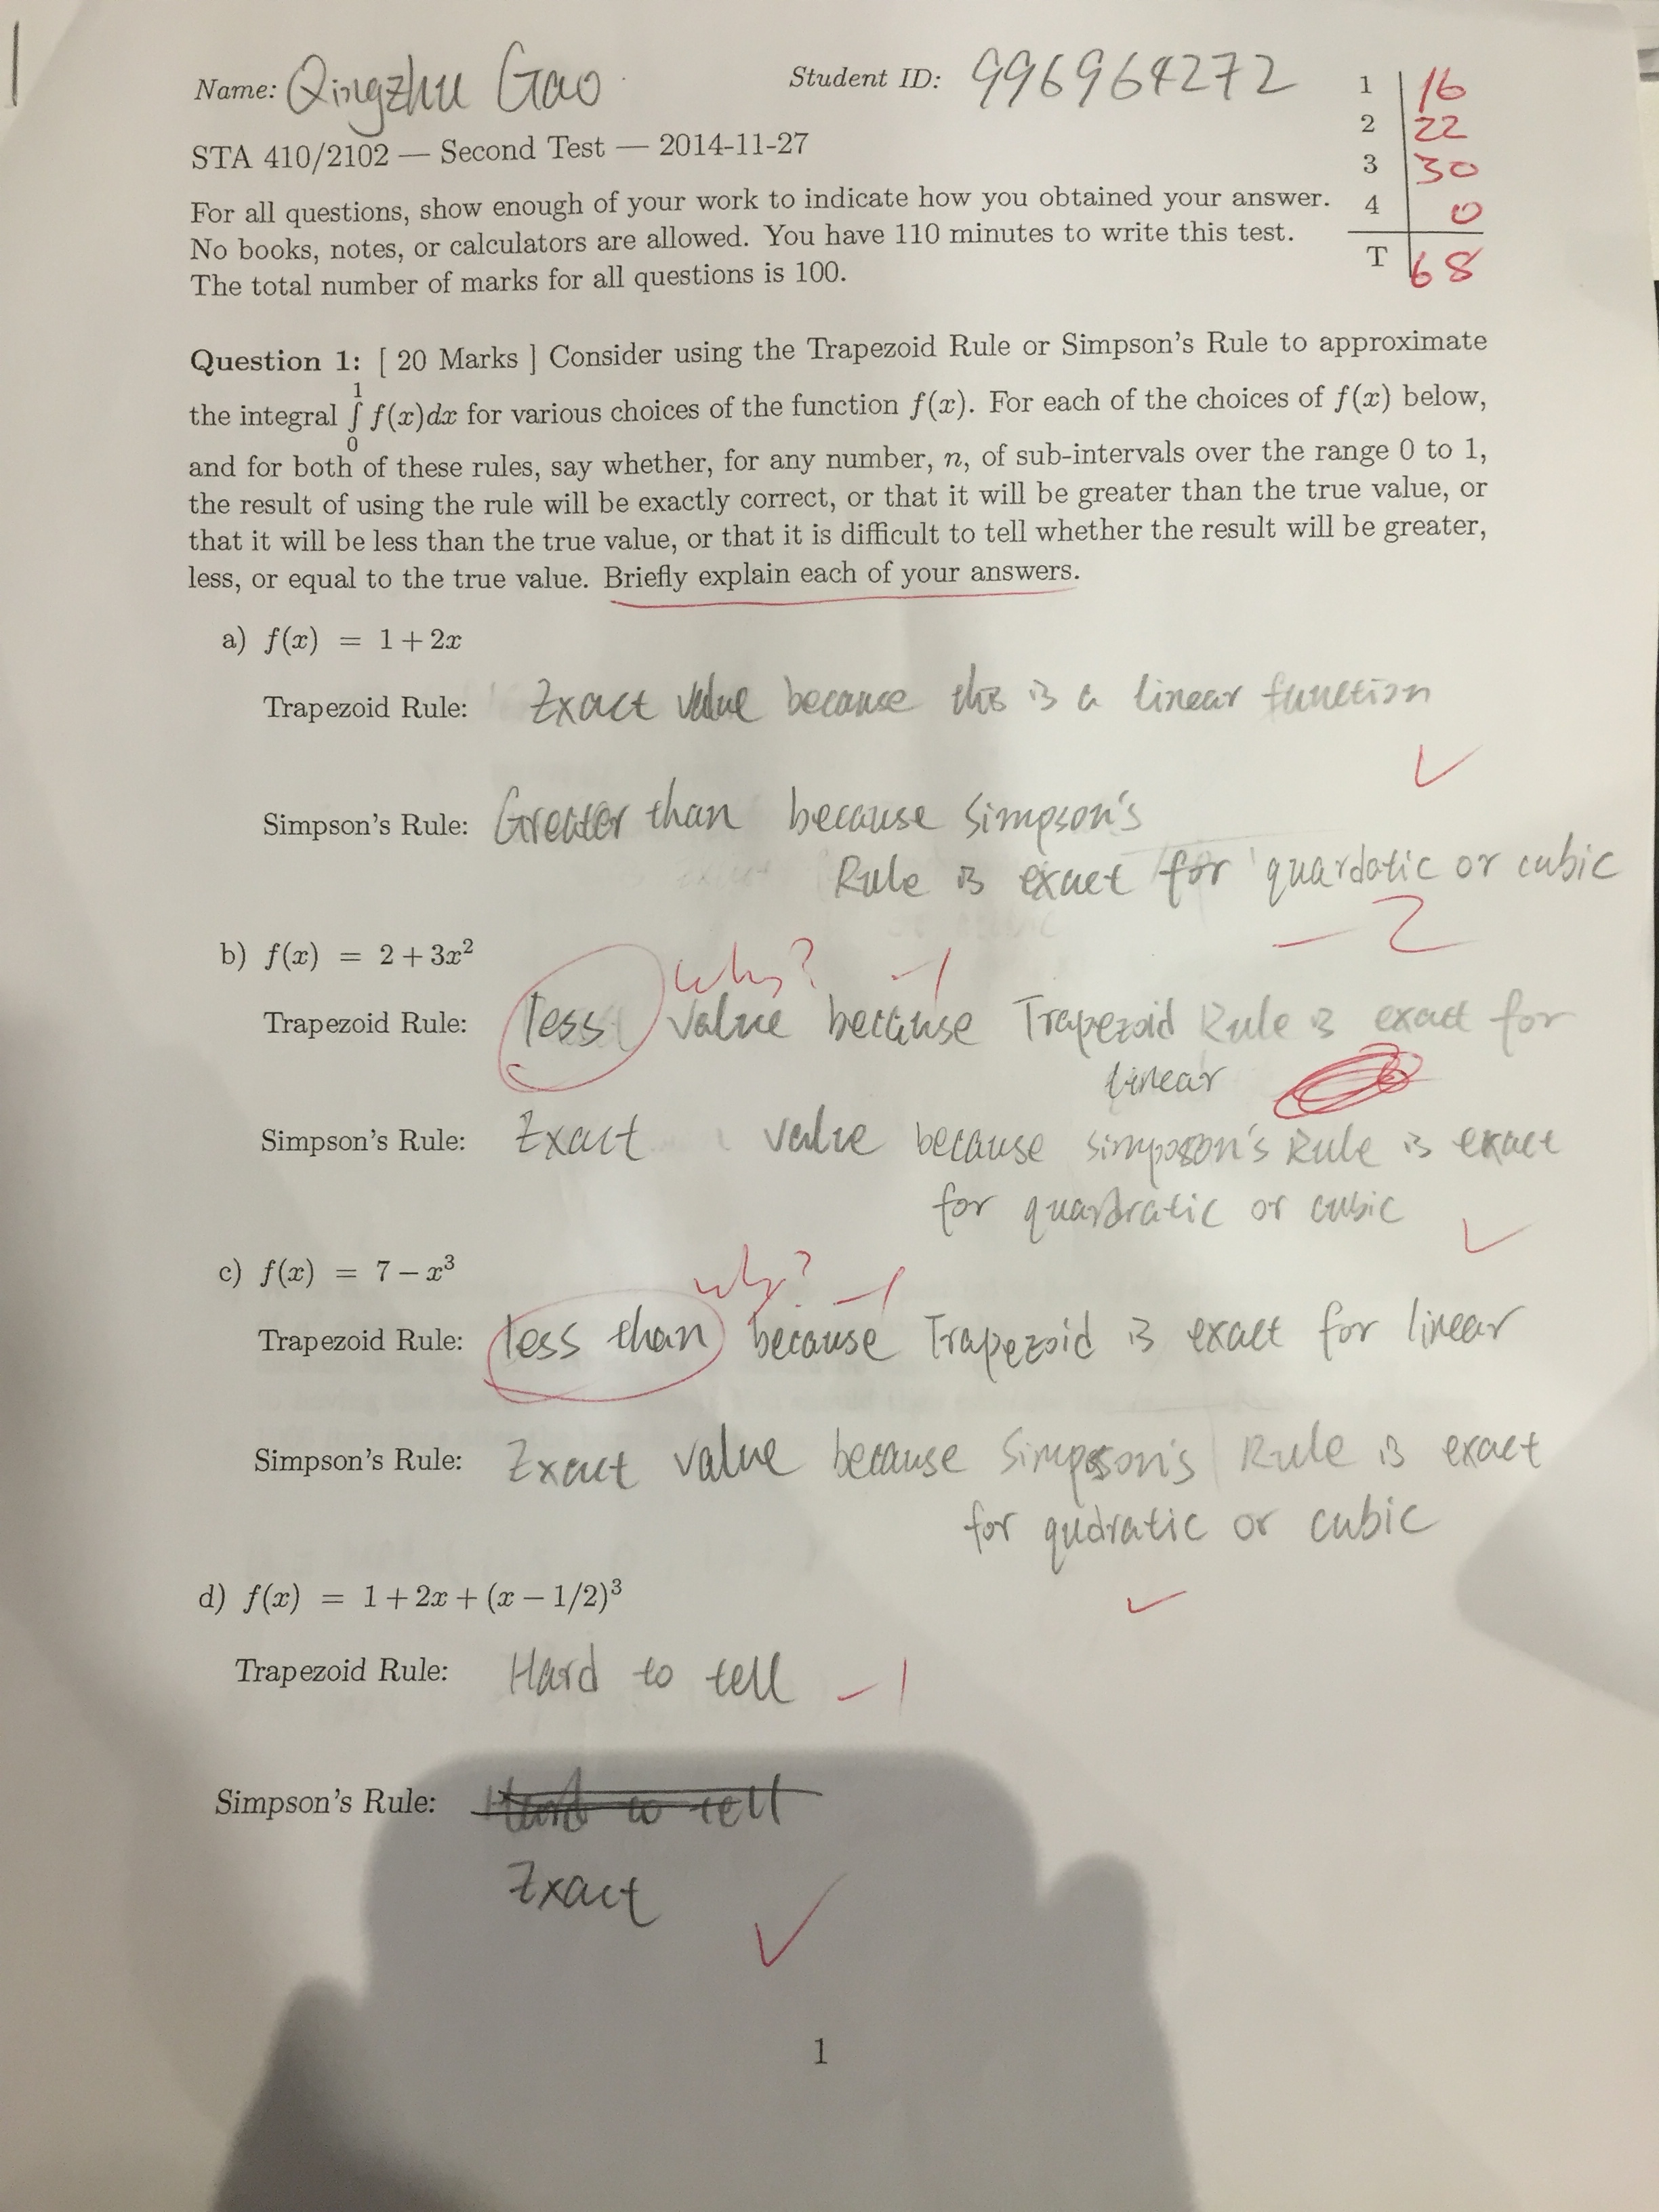 Name: Qingzhu Gao
Student ID: 996964272
STA 410/2102 — Second Test — 2014-11-27
For all questions, show enough of your work to indicate how you obtained your answer.
No books, notes, or calculators are allowed. You have 110 minutes to write this test.
The total number of marks for all questions is 100.
1 16
2 22
3 30
4 0
T 68
Question 1: [ 20 Marks ] Consider using the Trapezoid Rule or Simpson's Rule to approximate
the integral ∫₀¹ f(x)dx for various choices of the function f(x). For each of the choices of f(x) below,
and for both of these rules, say whether, for any number, n, of sub-intervals over the range 0 to 1,
the result of using the rule will be exactly correct, or that it will be greater than the true value, or
that it will be less than the true value, or that it is difficult to tell whether the result will be greater,
less, or equal to the true value. Briefly explain each of your answers.
a) f(x) = 1 + 2x
Trapezoid Rule: Exact value because this is a linear function
Simpson's Rule: Greater than because Simpson's
Rule is exact for quardatic or cubic
-2
b) f(x) = 2 + 3x²
why? -1
Trapezoid Rule: less value because Trapezoid Rule is exact for
linear
Simpson's Rule: Exact value because simposon's Rule is exact
for quardratic or cubic
c) f(x) = 7 − x³
why? -1
Trapezoid Rule: less than because Trapezoid is exact for linear
Simpson's Rule: Exact value because Simpson's Rule is exact
for qudratic or cubic
d) f(x) = 1 + 2x + (x − 1/2)³
Trapezoid Rule: Hard to tell -1
Simpson's Rule: Hard to tell
Exact
1